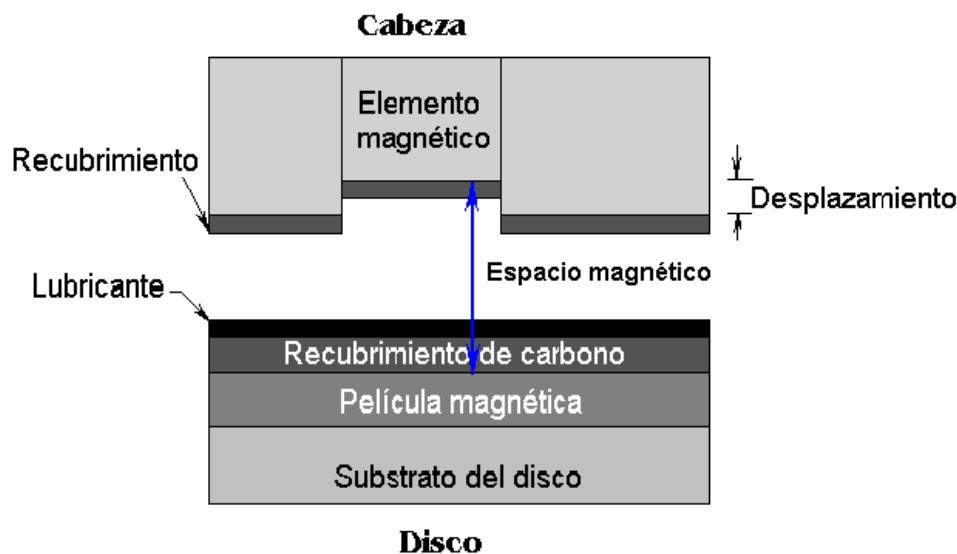 Cabeza
Elemento
magnético
Recubrimiento
Desplazamiento
Espacio magnético
Lubricante
Recubrimiento de carbono
Película magnética
Substrato del disco
Disco